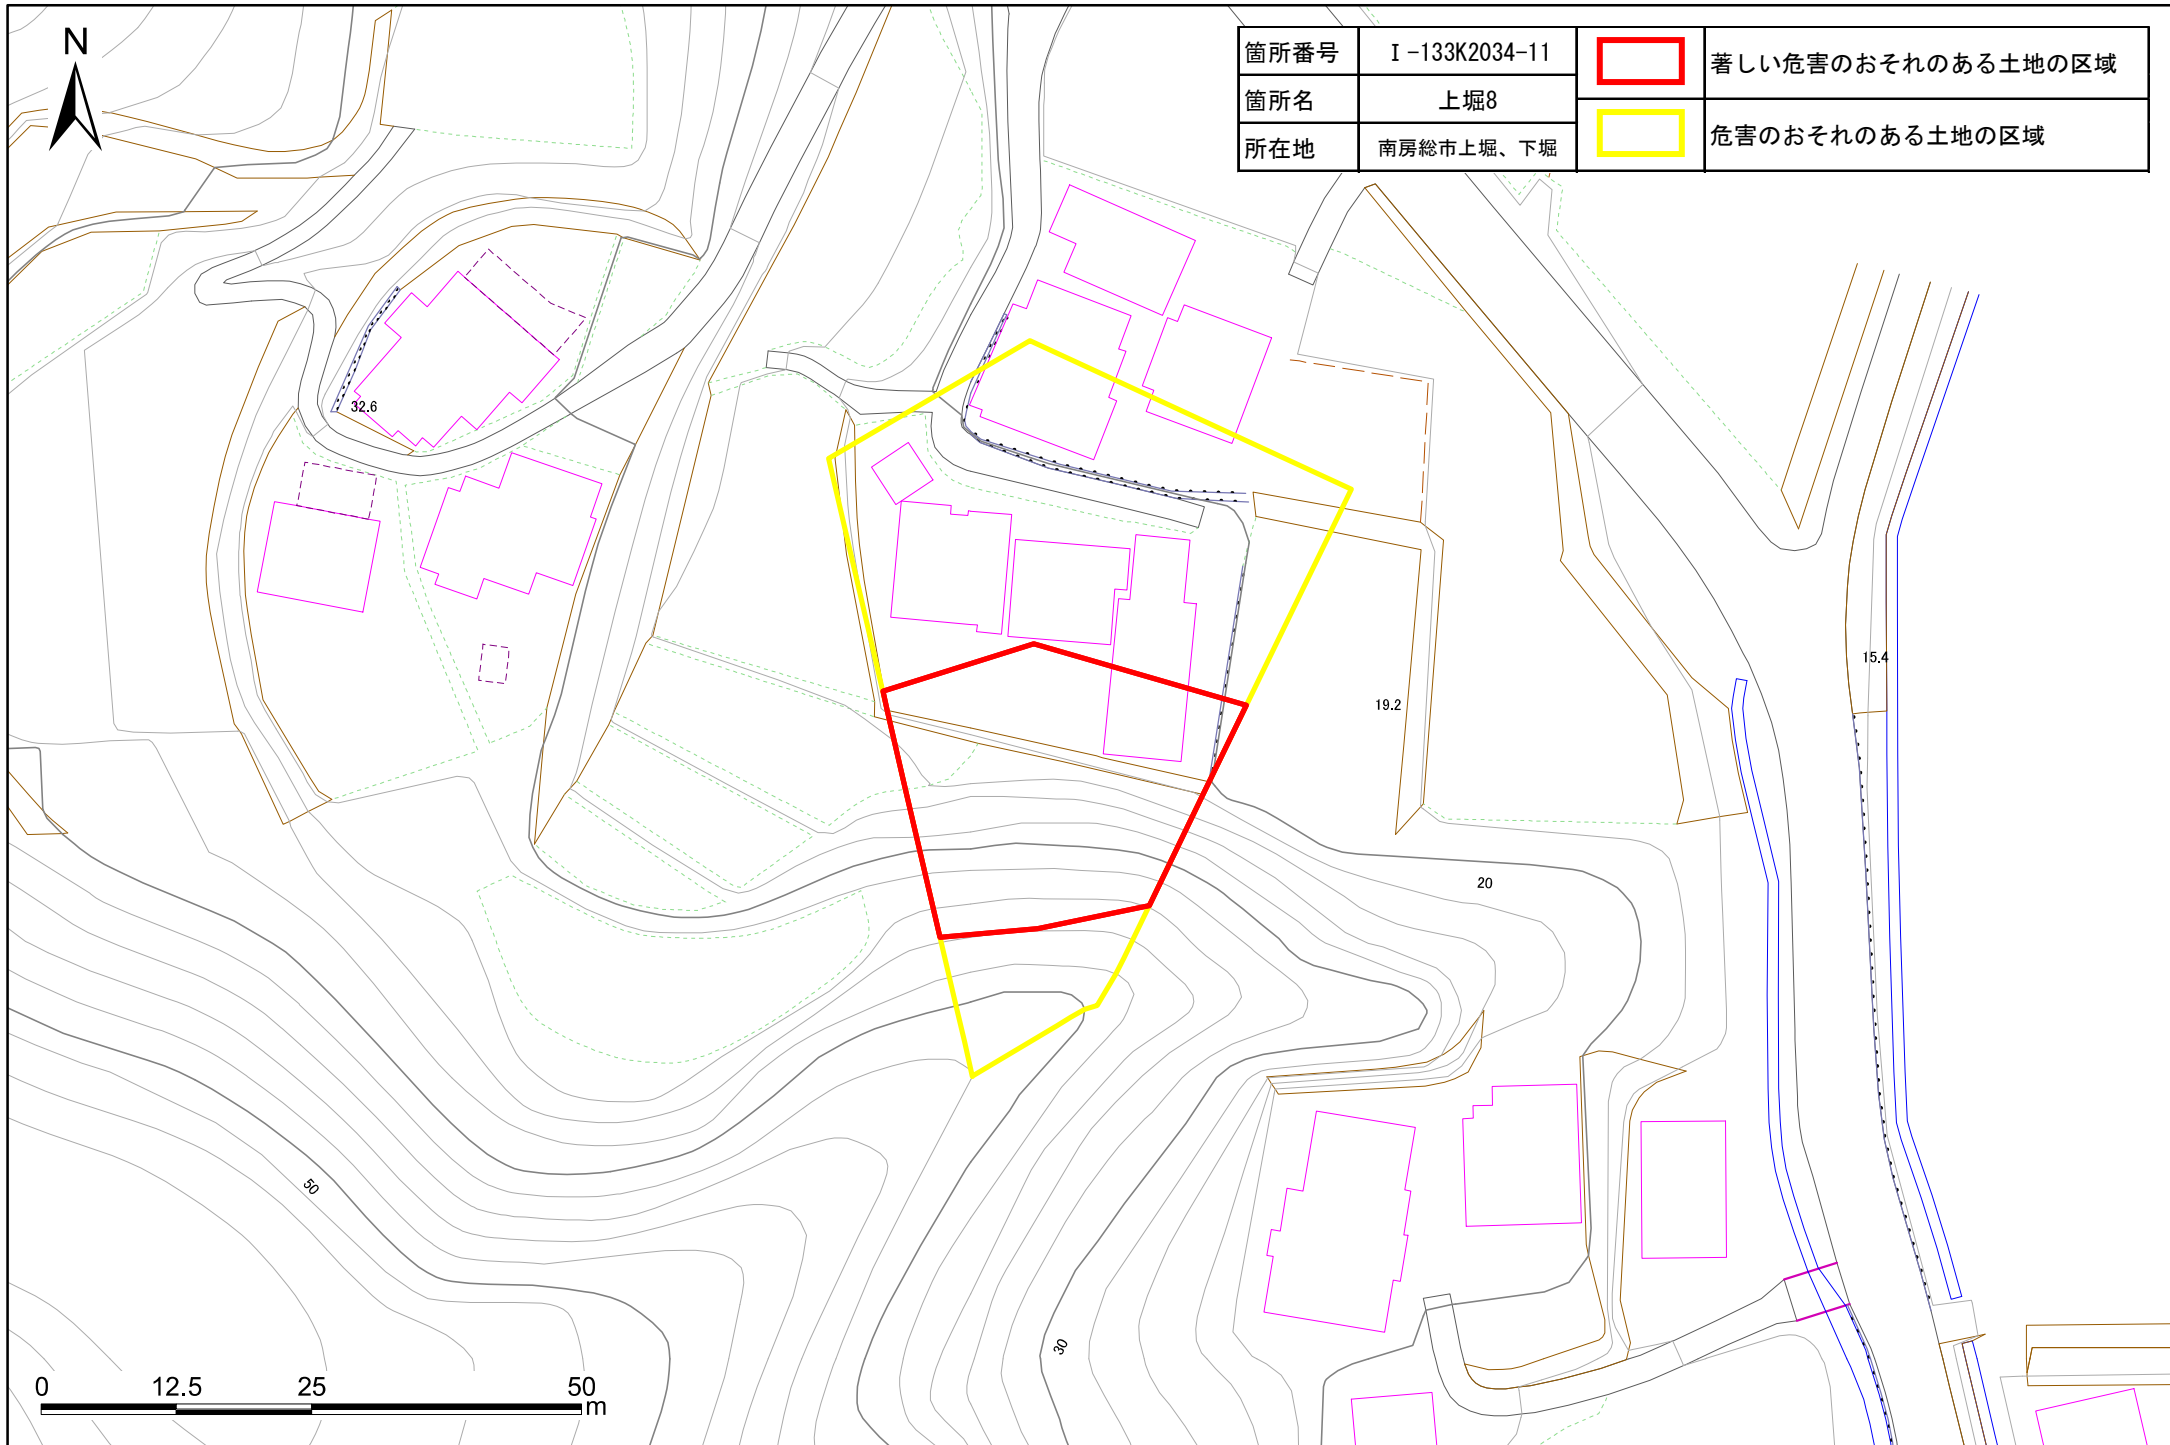 N
箇所番号 Ⅰ-133K2034-11
箇所名 上堀8
所在地 南房総市上堀、下堀
著しい危害のおそれのある土地の区域
危害のおそれのある土地の区域
32.6
15.4
19.2
20
50
30
0 12.5 25 50
m